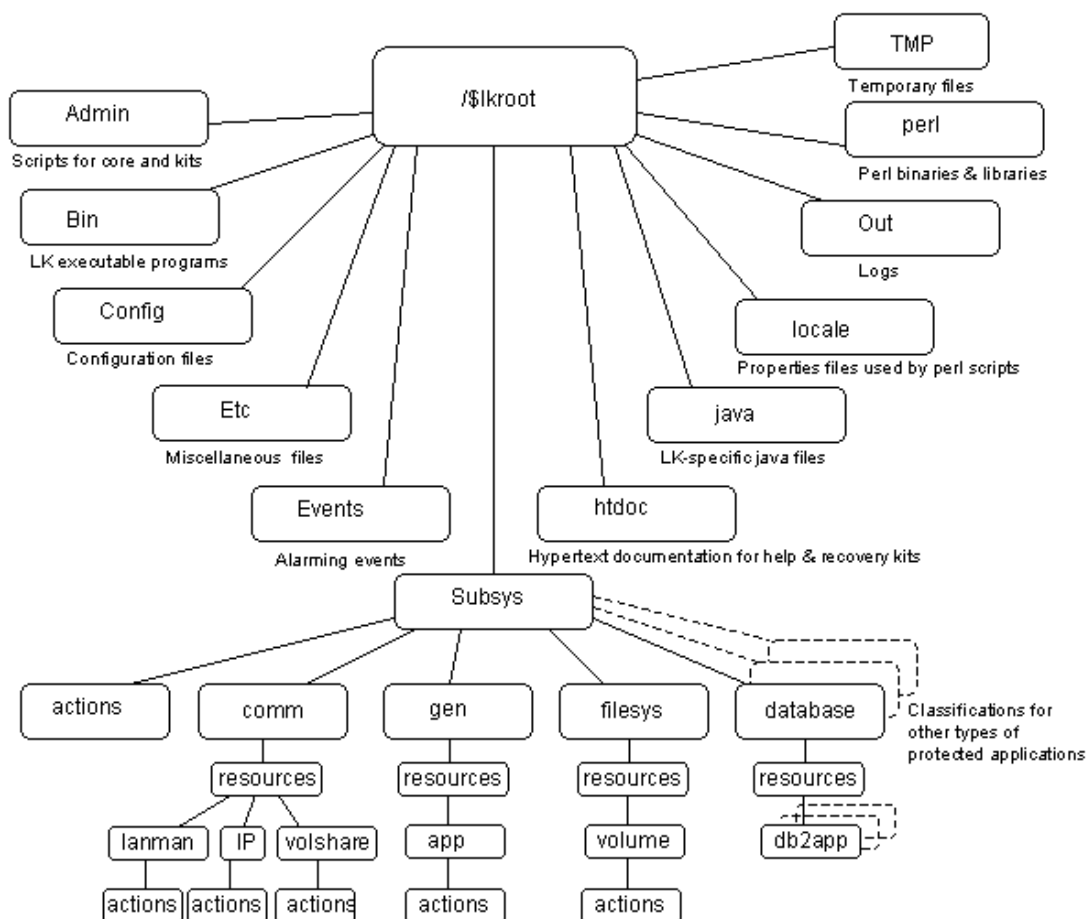 TMP
/$lkroot
Temporary files
Admin
perl
Scripts for core and kits
Perl binaries & libraries
Bin
Out
LK executable programs
Logs
Config
locale
Configuration files
Properties files used by perl scripts
Etc
java
Miscellaneous files
LK-specific java files
Events
htdoc
Alarming events
Hypertext documentation for help & recovery kits
Subsys
actions
comm
gen
filesys
database
Classifications for
other types of
protected applications
resources
resources
resources
resources
lanman
IP
volshare
app
volume
db2app
actions
actions
actions
actions
actions